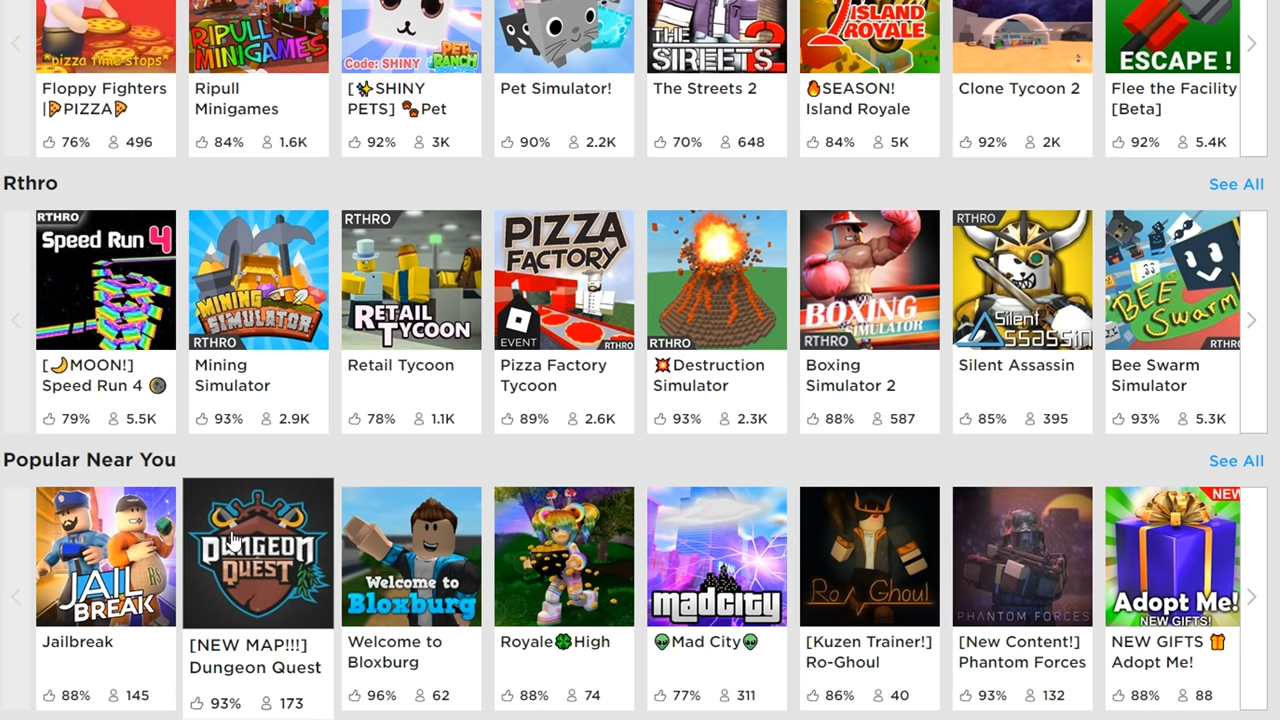 *pizza time stops*
RIPULL
MINIGAMES
Code: SHINY
PET
RANCH
THE
STREETS 2
ISLAND
ROYALE
ESCAPE !
Floppy Fighters
|🍕PIZZA🍕
Ripull
Minigames
[✨SHINY
PETS] 🐾Pet
Pet Simulator!
The Streets 2
🔥SEASON!
Island Royale
Clone Tycoon 2
Flee the Facility
[Beta]
76% 496
84% 1.6K
92% 3K
90% 2.2K
70% 648
84% 5K
92% 2K
92% 5.4K
Rthro
See All
RTHRO
Speed Run 4
MINING
SIMULATOR
RTHRO
RTHRO
RETAIL
TYCOON
PIZZA
FACTORY
EVENT
RTHRO
RTHRO
BOXING
SIMULATOR
RTHRO
RTHRO
Silent
Assassin
BEE
Swarm
RTHRO
[🌙MOON!]
Speed Run 4 🌚
Mining
Simulator
Retail Tycoon
Pizza Factory
Tycoon
💥Destruction
Simulator
Boxing
Simulator 2
Silent Assassin
Bee Swarm
Simulator
79% 5.5K
93% 2.9K
78% 1.1K
89% 2.6K
93% 2.3K
88% 587
85% 395
93% 5.3K
Popular Near You
See All
JAIL
BREAK
DUNGEON
QUEST
Welcome to
Bloxburg
madcity
Ro-Ghoul
PHANTOM FORCES
NEW
Adopt Me!
NEW GIFTS!
Jailbreak
[NEW MAP!!!]
Dungeon Quest
Welcome to
Bloxburg
Royale🍀High
👽Mad City👽
[Kuzen Trainer!]
Ro-Ghoul
[New Content!]
Phantom Forces
NEW GIFTS 🎁
Adopt Me!
88% 145
93% 173
96% 62
88% 74
77% 311
86% 40
93% 132
88% 88